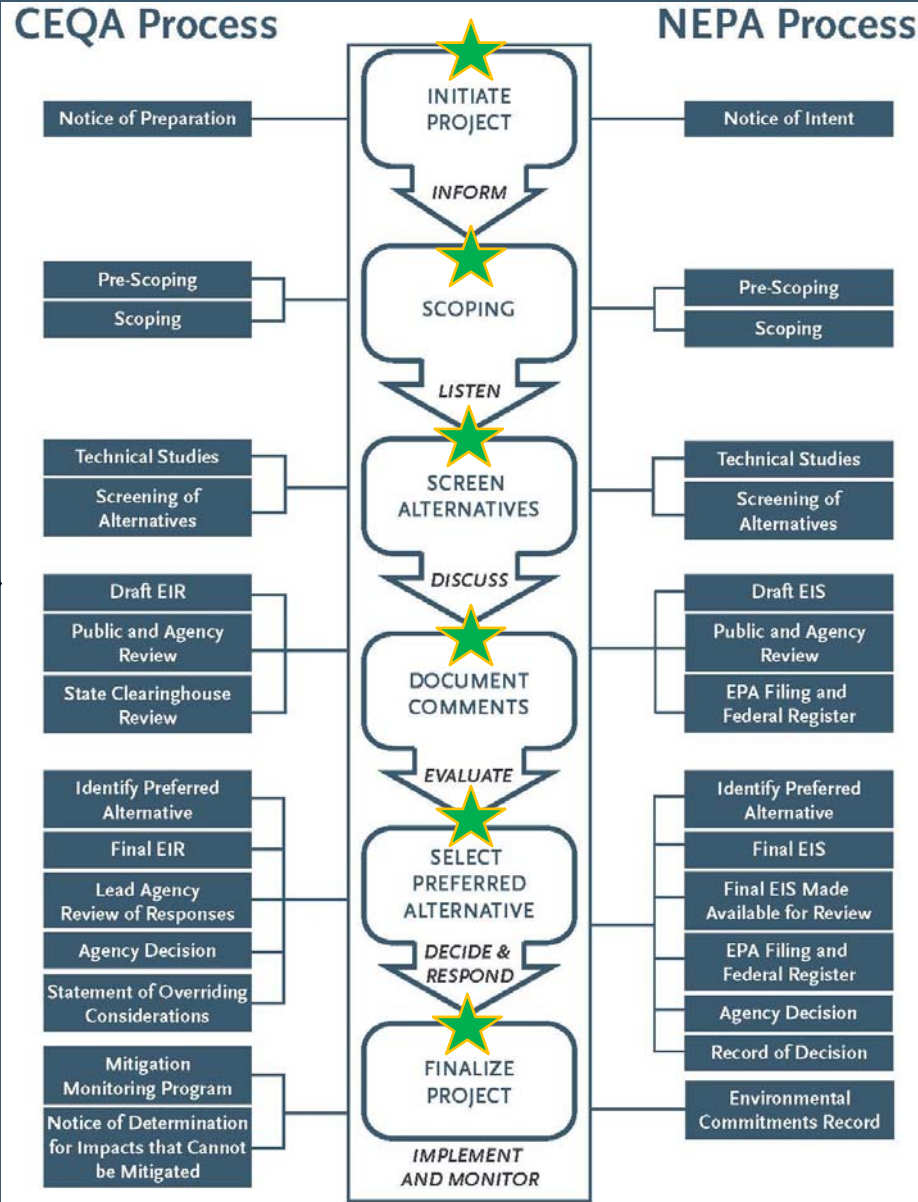 CEQA Process
NEPA Process
INITIATE
PROJECT
Notice of Preparation
Notice of Intent
INFORM
Pre-Scoping
Scoping
SCOPING
Pre-Scoping
Scoping
LISTEN
Technical Studies
Screening of
Alternatives
SCREEN
ALTERNATIVES
Technical Studies
Screening of
Alternatives
DISCUSS
Draft EIR
Public and Agency
Review
State Clearinghouse
Review
DOCUMENT
COMMENTS
Draft EIS
Public and Agency
Review
EPA Filing and
Federal Register
EVALUATE
Identify Preferred
Alternative
Final EIR
Lead Agency
Review of Responses
Agency Decision
Statement of Overriding
Considerations
SELECT
PREFERRED
ALTERNATIVE
Identify Preferred
Alternative
Final EIS
Final EIS Made
Available for Review
EPA Filing and
Federal Register
Agency Decision
Record of Decision
DECIDE &
RESPOND
Mitigation
Monitoring Program
Notice of Determination
for Impacts that Cannot
be Mitigated
FINALIZE
PROJECT
Environmental
Commitments Record
IMPLEMENT
AND MONITOR